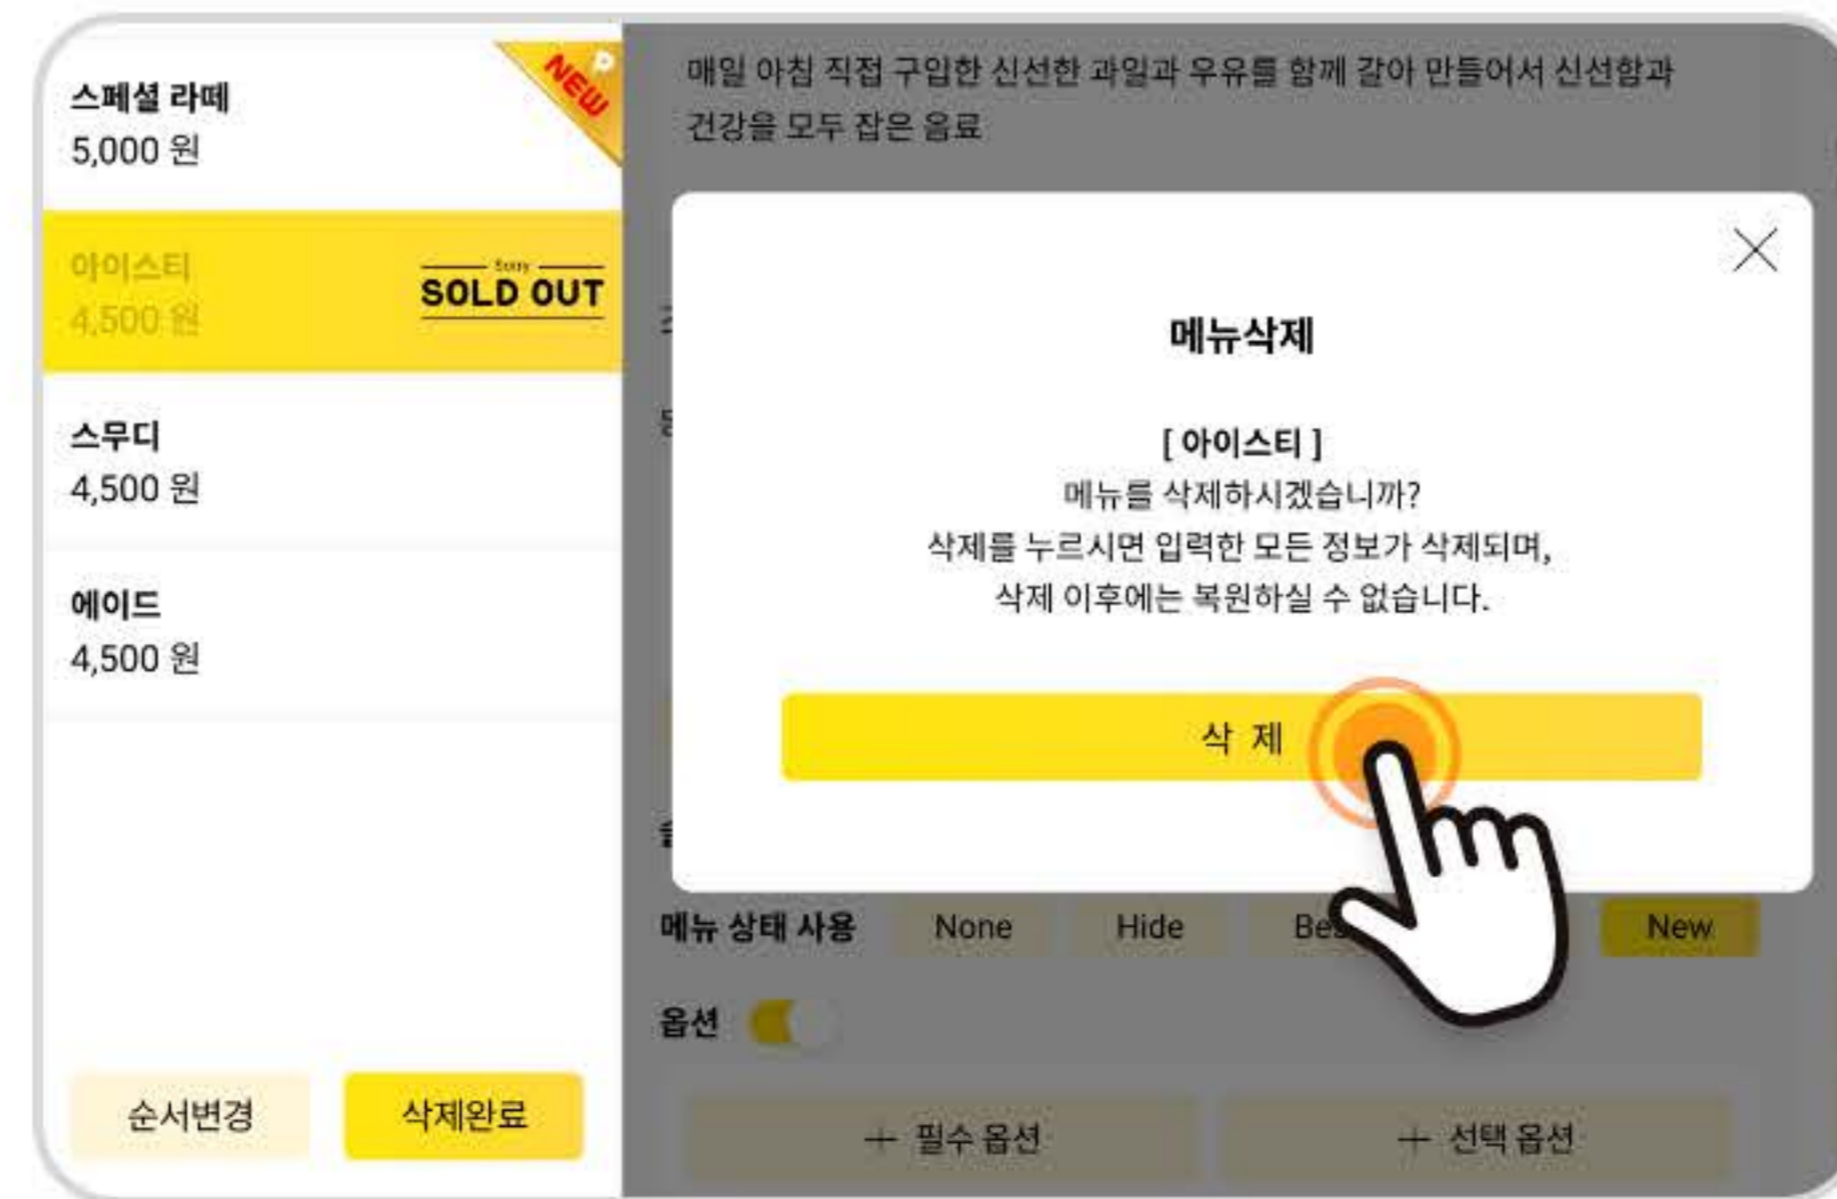 스페셜 라떼
5,000 원
NEW
P
아이스티
4,500 원
Sorry
SOLD OUT
스무디
4,500 원
에이드
4,500 원
순서변경
삭제완료
매일 아침 직접 구입한 신선한 과일과 우유를 함께 갈아 만들어서 신선함과
건강을 모두 잡은 음료
메뉴삭제
[ 아이스티 ]
메뉴를 삭제하시겠습니까?
삭제를 누르시면 입력한 모든 정보가 삭제되며,
삭제 이후에는 복원하실 수 없습니다.
삭 제
메뉴 상태 사용 None Hide New
옵션
+ 필수 옵션 + 선택 옵션